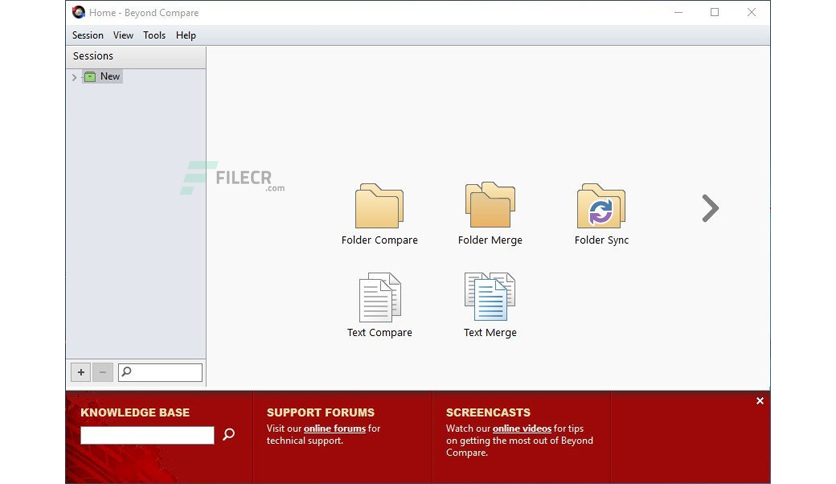 Home - Beyond Compare
Session View Tools Help
Sessions
New
FILECR
.com
Folder Compare
Folder Merge
Folder Sync
Text Compare
Text Merge
+ −
KNOWLEDGE BASE
SUPPORT FORUMS
Visit our online forums for
technical support.
SCREENCASTS
Watch our online videos for tips
on getting the most out of Beyond
Compare.